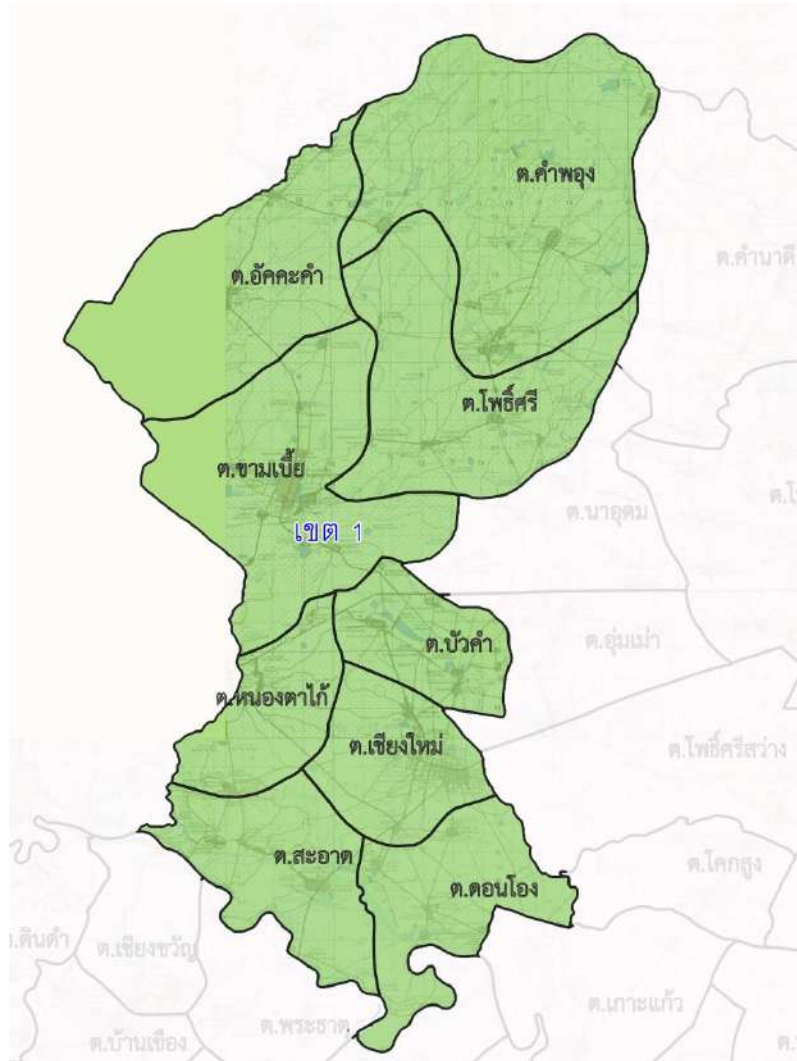 ต.คำพอุง
ต.คำนาดี
ต.อัคคะคำ
ต.โพธิ์ศรี
ต.ขามเบี้ย
เขต 1
ต.นาอุดม
ต.บัวคำ
ต.อุ่มเม่า
ต.หนองตาไก้
ต.เชียงใหม่
ต.โพธิ์ศรีสว่าง
ต.สะอาด
ต.โคกสูง
ต.ดอนโอง
ต.ดินดำ
ต.เชียงขวัญ
ต.เกาะแก้ว
ต.พระธาตุ
ต.บ้านเขือง